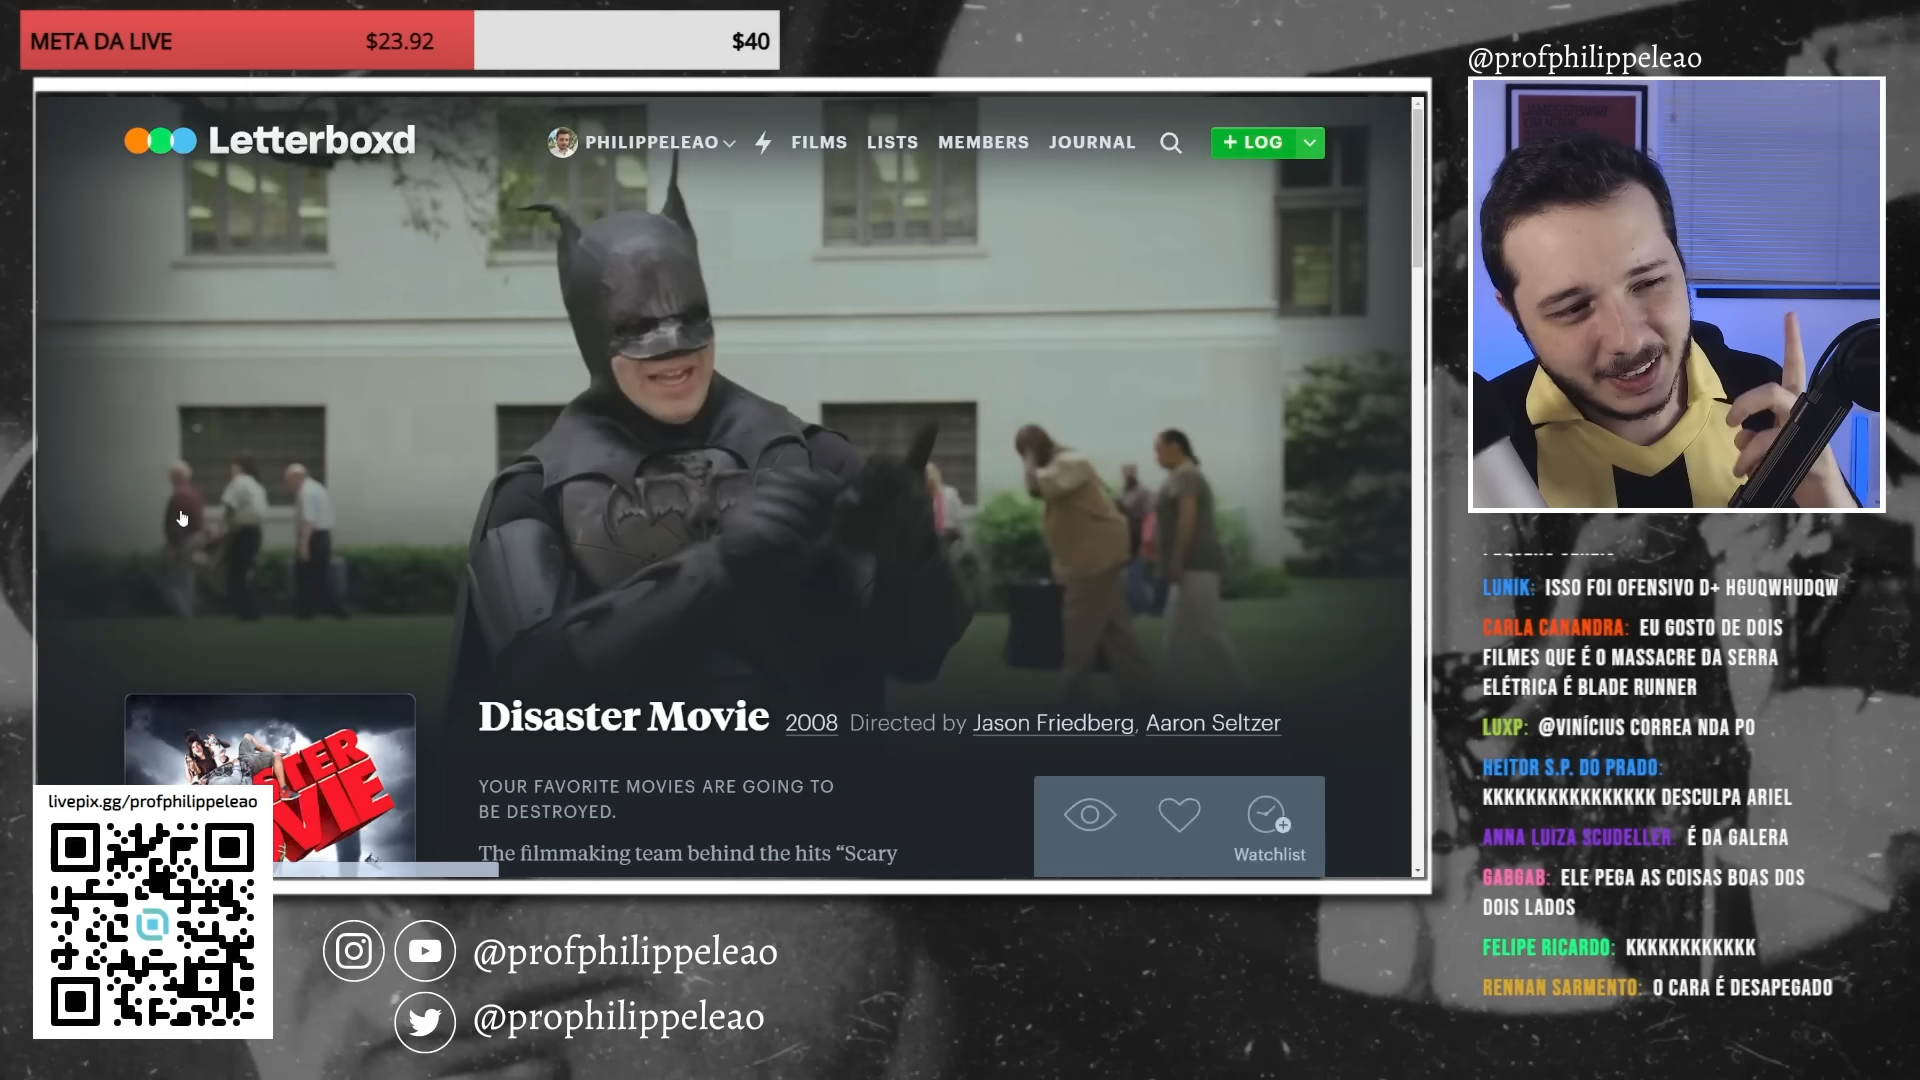 META DA LIVE $23.92 $40
@profphilippeleao
Letterboxd
PHILIPPELEAO FILMS LISTS MEMBERS JOURNAL + LOG
Disaster Movie 2008 Directed by Jason Friedberg, Aaron Seltzer
YOUR FAVORITE MOVIES ARE GOING TO
BE DESTROYED.
The filmmaking team behind the hits “Scary
Watchlist
livepix.gg/profphilippeleao
@profphilippeleao
@prophilippeleao
LUNIK: ISSO FOI OFENSIVO D+ HGUQWHUDQW
CARLA CANANDRA: EU GOSTO DE DOIS
FILMES QUE É O MASSACRE DA SERRA
ELÉTRICA É BLADE RUNNER
LUXP: @VINÍCIUS CORREA NDA PO
HEITOR S.P. DO PRADO:
KKKKKKKKKKKKKKKK DESCULPA ARIEL
ANNA LUIZA SCUDELLER: É DA GALERA
GABGAB: ELE PEGA AS COISAS BOAS DOS
DOIS LADOS
FELIPE RICARDO: KKKKKKKKKKKK
RENNAN SARMENTO: O CARA É DESAPEGADO